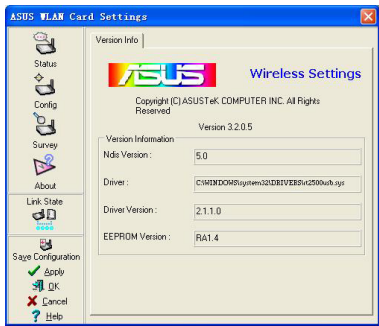 ASUS WLAN Card Settings
Status
Config
Survey
About
Link State
Save Configuration
Apply
OK
Cancel
Help
Version Info
ASUS
Wireless Settings
Copyright (C) ASUSTeK COMPUTER INC. All Rights
Reserved
Version 3.2.0.5
Version Information
Ndis Version :
5.0
Driver :
C:\WINDOWS\system32\DRIVERS\rt2500usb.sys
Driver Version :
2.1.1.0
EEPROM Version :
RA1.4